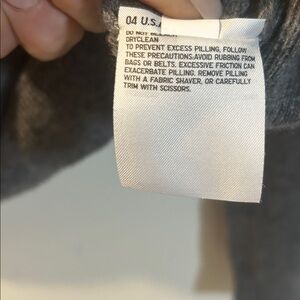 04 U.S.A
DO NOT BLEACH
DRYCLEAN
TO PREVENT EXCESS PILLING, FOLLOW
THESE PRECAUTIONS:AVOID RUBBING FROM
BAGS OR BELTS. EXCESSIVE FRICTION CAN
EXACERBATE PILLING. REMOVE PILLING
WITH A FABRIC SHAVER, OR CAREFULLY
TRIM WITH SCISSORS.